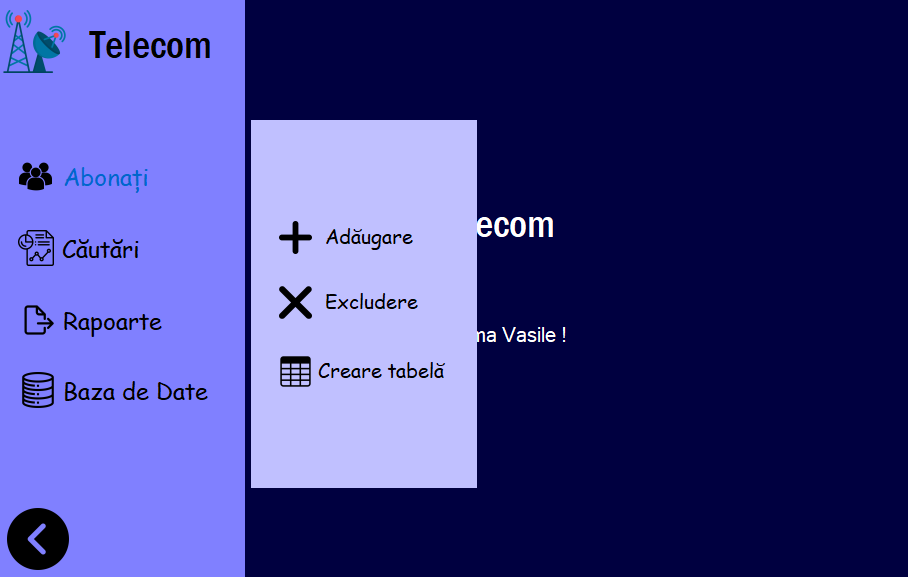 Telecom
Abonați
Căutări
Rapoarte
Baza de Date
Adăugare
Excludere
Creare tabelă
ecom
ma Vasile !